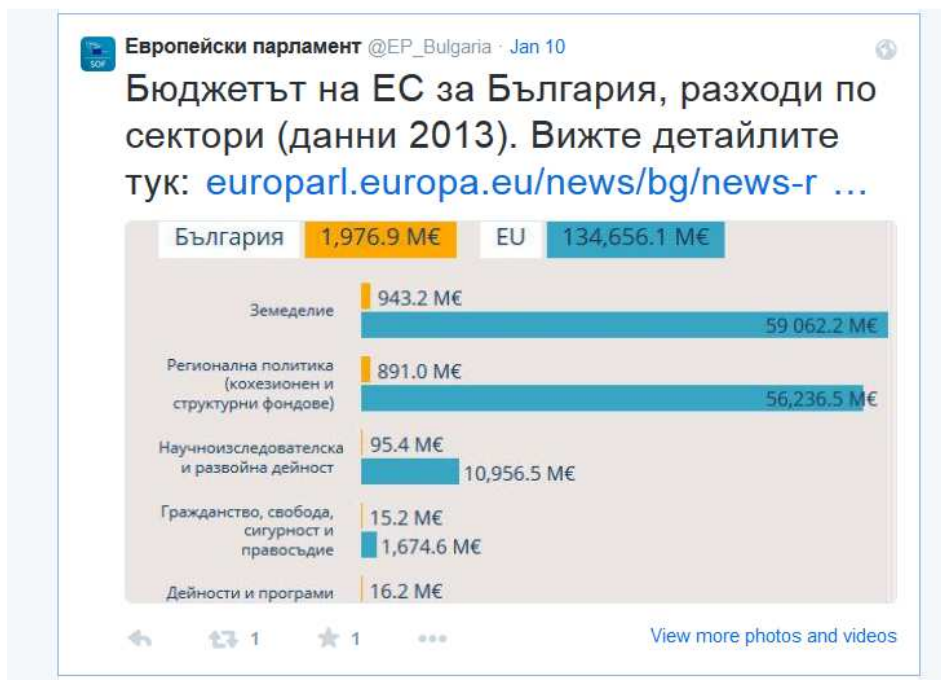 Европейски парламент @EP_Bulgaria · Jan 10
SOF
Бюджетът на ЕС за България, разходи по
сектори (данни 2013). Вижте детайлите
тук: europarl.europa.eu/news/bg/news-r …
България 1,976.9 M€ EU 134,656.1 M€
Земеделие
943.2 M€
59 062.2 M€
Регионална политика
(кохезионен и
структурни фондове)
891.0 M€
56,236.5 M€
Научноизследователска
и развойна дейност
95.4 M€
10,956.5 M€
Гражданство, свобода,
сигурност и
правосъдие
15.2 M€
1,674.6 M€
Дейности и програми
16.2 M€
1
1
View more photos and videos